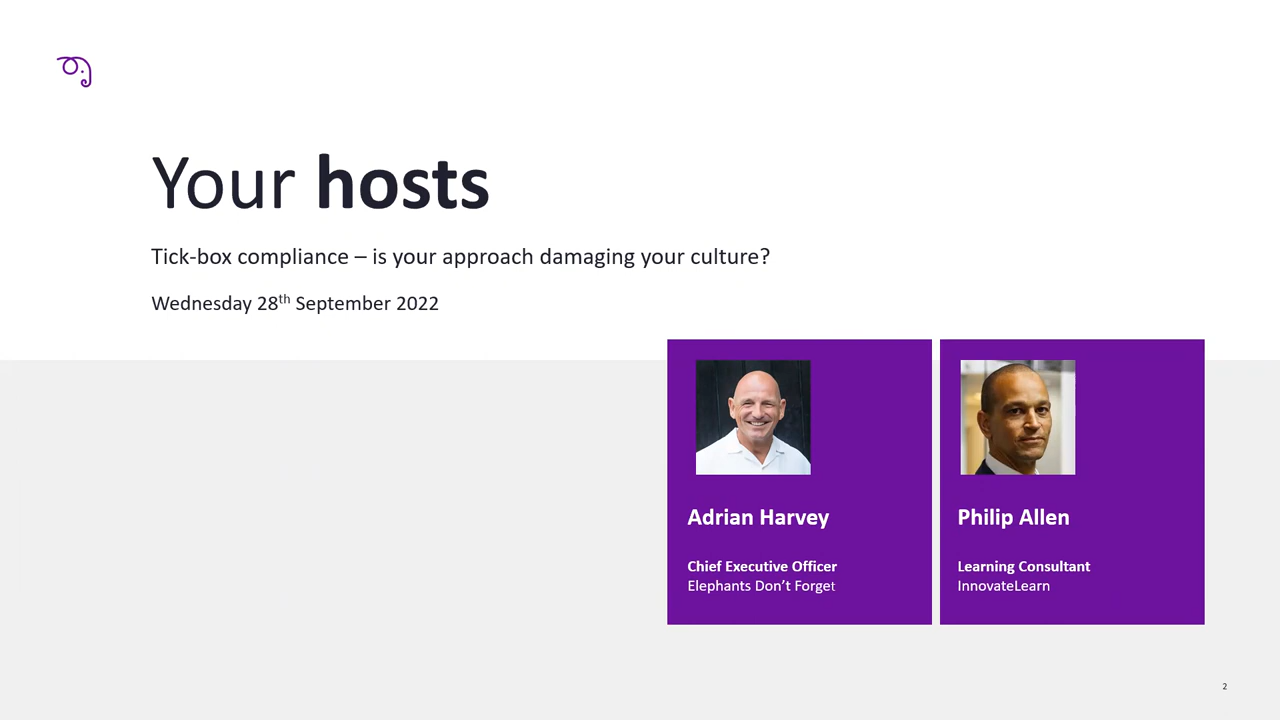 Your hosts
Tick-box compliance – is your approach damaging your culture?
Wednesday 28th September 2022
Adrian Harvey
Chief Executive Officer
Elephants Don’t Forget
Philip Allen
Learning Consultant
InnovateLearn
2